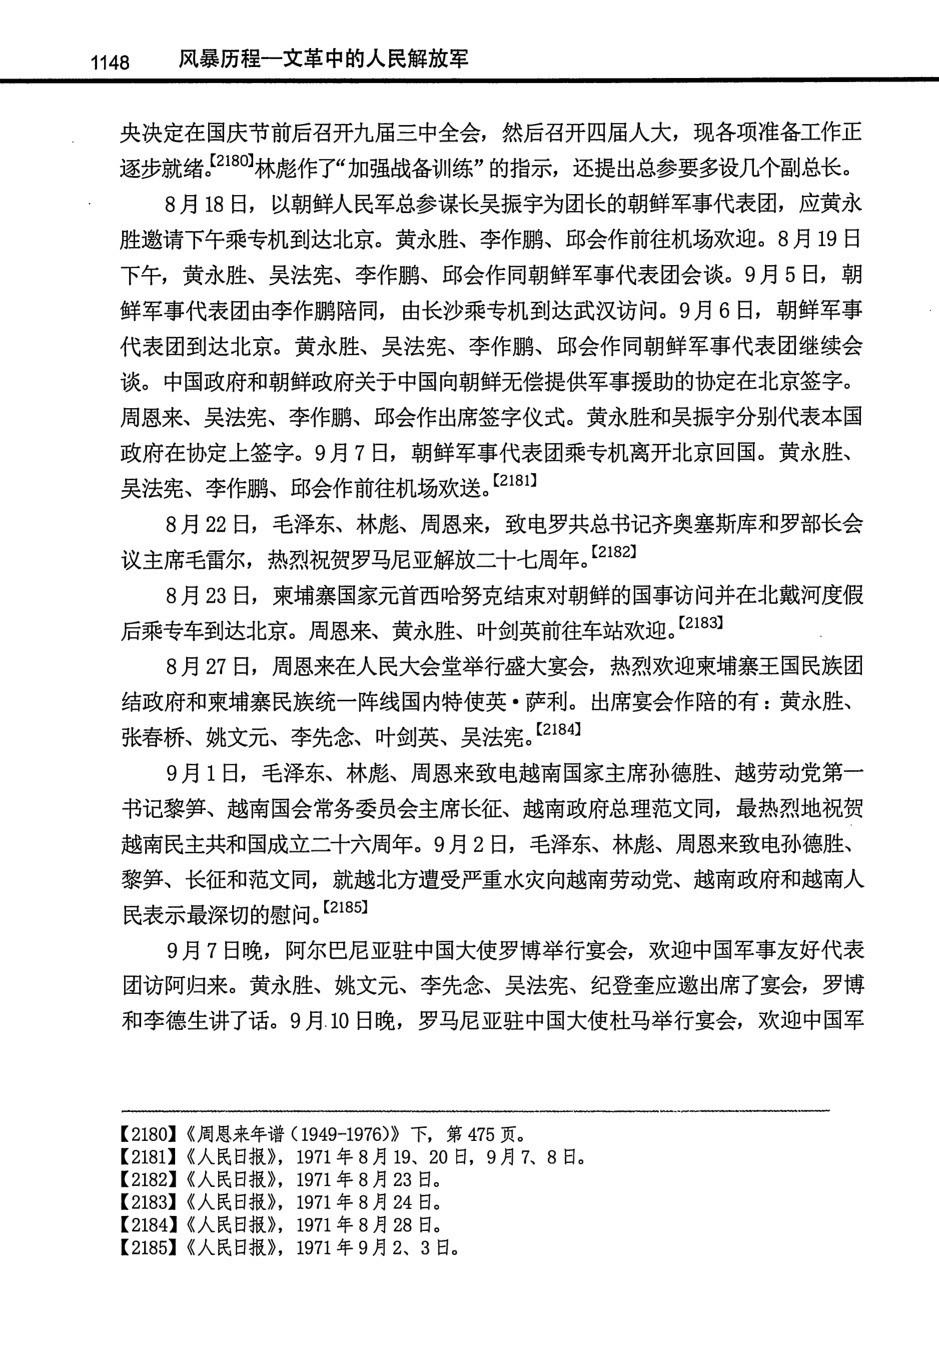 1148 风暴历程—文革中的人民解放军
央决定在国庆节前后召开九届三中全会，然后召开四届人大，现各项准备工作正
逐步就绪。【2180】林彪作了“加强战备训练”的指示，还提出总参要多设几个副总长。
8月18日，以朝鲜人民军总参谋长吴振宇为团长的朝鲜军事代表团，应黄永
胜邀请下午乘专机到达北京。黄永胜、李作鹏、邱会作前往机场欢迎。8月19日
下午，黄永胜、吴法宪、李作鹏、邱会作同朝鲜军事代表团会谈。9月5日，朝
鲜军事代表团由李作鹏陪同，由长沙乘专机到达武汉访问。9月6日，朝鲜军事
代表团到达北京。黄永胜、吴法宪、李作鹏、邱会作同朝鲜军事代表团继续会
谈。中国政府和朝鲜政府关于中国向朝鲜无偿提供军事援助的协定在北京签字。
周恩来、吴法宪、李作鹏、邱会作出席签字仪式。黄永胜和吴振宇分别代表本国
政府在协定上签字。9月7日，朝鲜军事代表团乘专机离开北京回国。黄永胜、
吴法宪、李作鹏、邱会作前往机场欢送。【2181】
8月22日，毛泽东、林彪、周恩来，致电罗共总书记齐奥塞斯库和罗部长会
议主席毛雷尔，热烈祝贺罗马尼亚解放二十七周年。【2182】
8月23日，柬埔寨国家元首西哈努克结束对朝鲜的国事访问并在北戴河度假
后乘专车到达北京。周恩来、黄永胜、叶剑英前往车站欢迎。【2183】
8月27日，周恩来在人民大会堂举行盛大宴会，热烈欢迎柬埔寨王国民族团
结政府和柬埔寨民族统一阵线国内特使英·萨利。出席宴会作陪的有：黄永胜、
张春桥、姚文元、李先念、叶剑英、吴法宪。【2184】
9月1日，毛泽东、林彪、周恩来致电越南国家主席孙德胜、越劳动党第一
书记黎笋、越南国会常务委员会主席长征、越南政府总理范文同，最热烈地祝贺
越南民主共和国成立二十六周年。9月2日，毛泽东、林彪、周恩来致电孙德胜、
黎笋、长征和范文同，就越北方遭受严重水灾向越南劳动党、越南政府和越南人
民表示最深切的慰问。【2185】
9月7日晚，阿尔巴尼亚驻中国大使罗博举行宴会，欢迎中国军事友好代表
团访阿归来。黄永胜、姚文元、李先念、吴法宪、纪登奎应邀出席了宴会，罗博
和李德生讲了话。9月10日晚，罗马尼亚驻中国大使杜马举行宴会，欢迎中国军
【2180】《周恩来年谱（1949-1976）》下，第475页。
【2181】《人民日报》，1971年8月19、20日，9月7、8日。
【2182】《人民日报》，1971年8月23日。
【2183】《人民日报》，1971年8月24日。
【2184】《人民日报》，1971年8月28日。
【2185】《人民日报》，1971年9月2、3日。